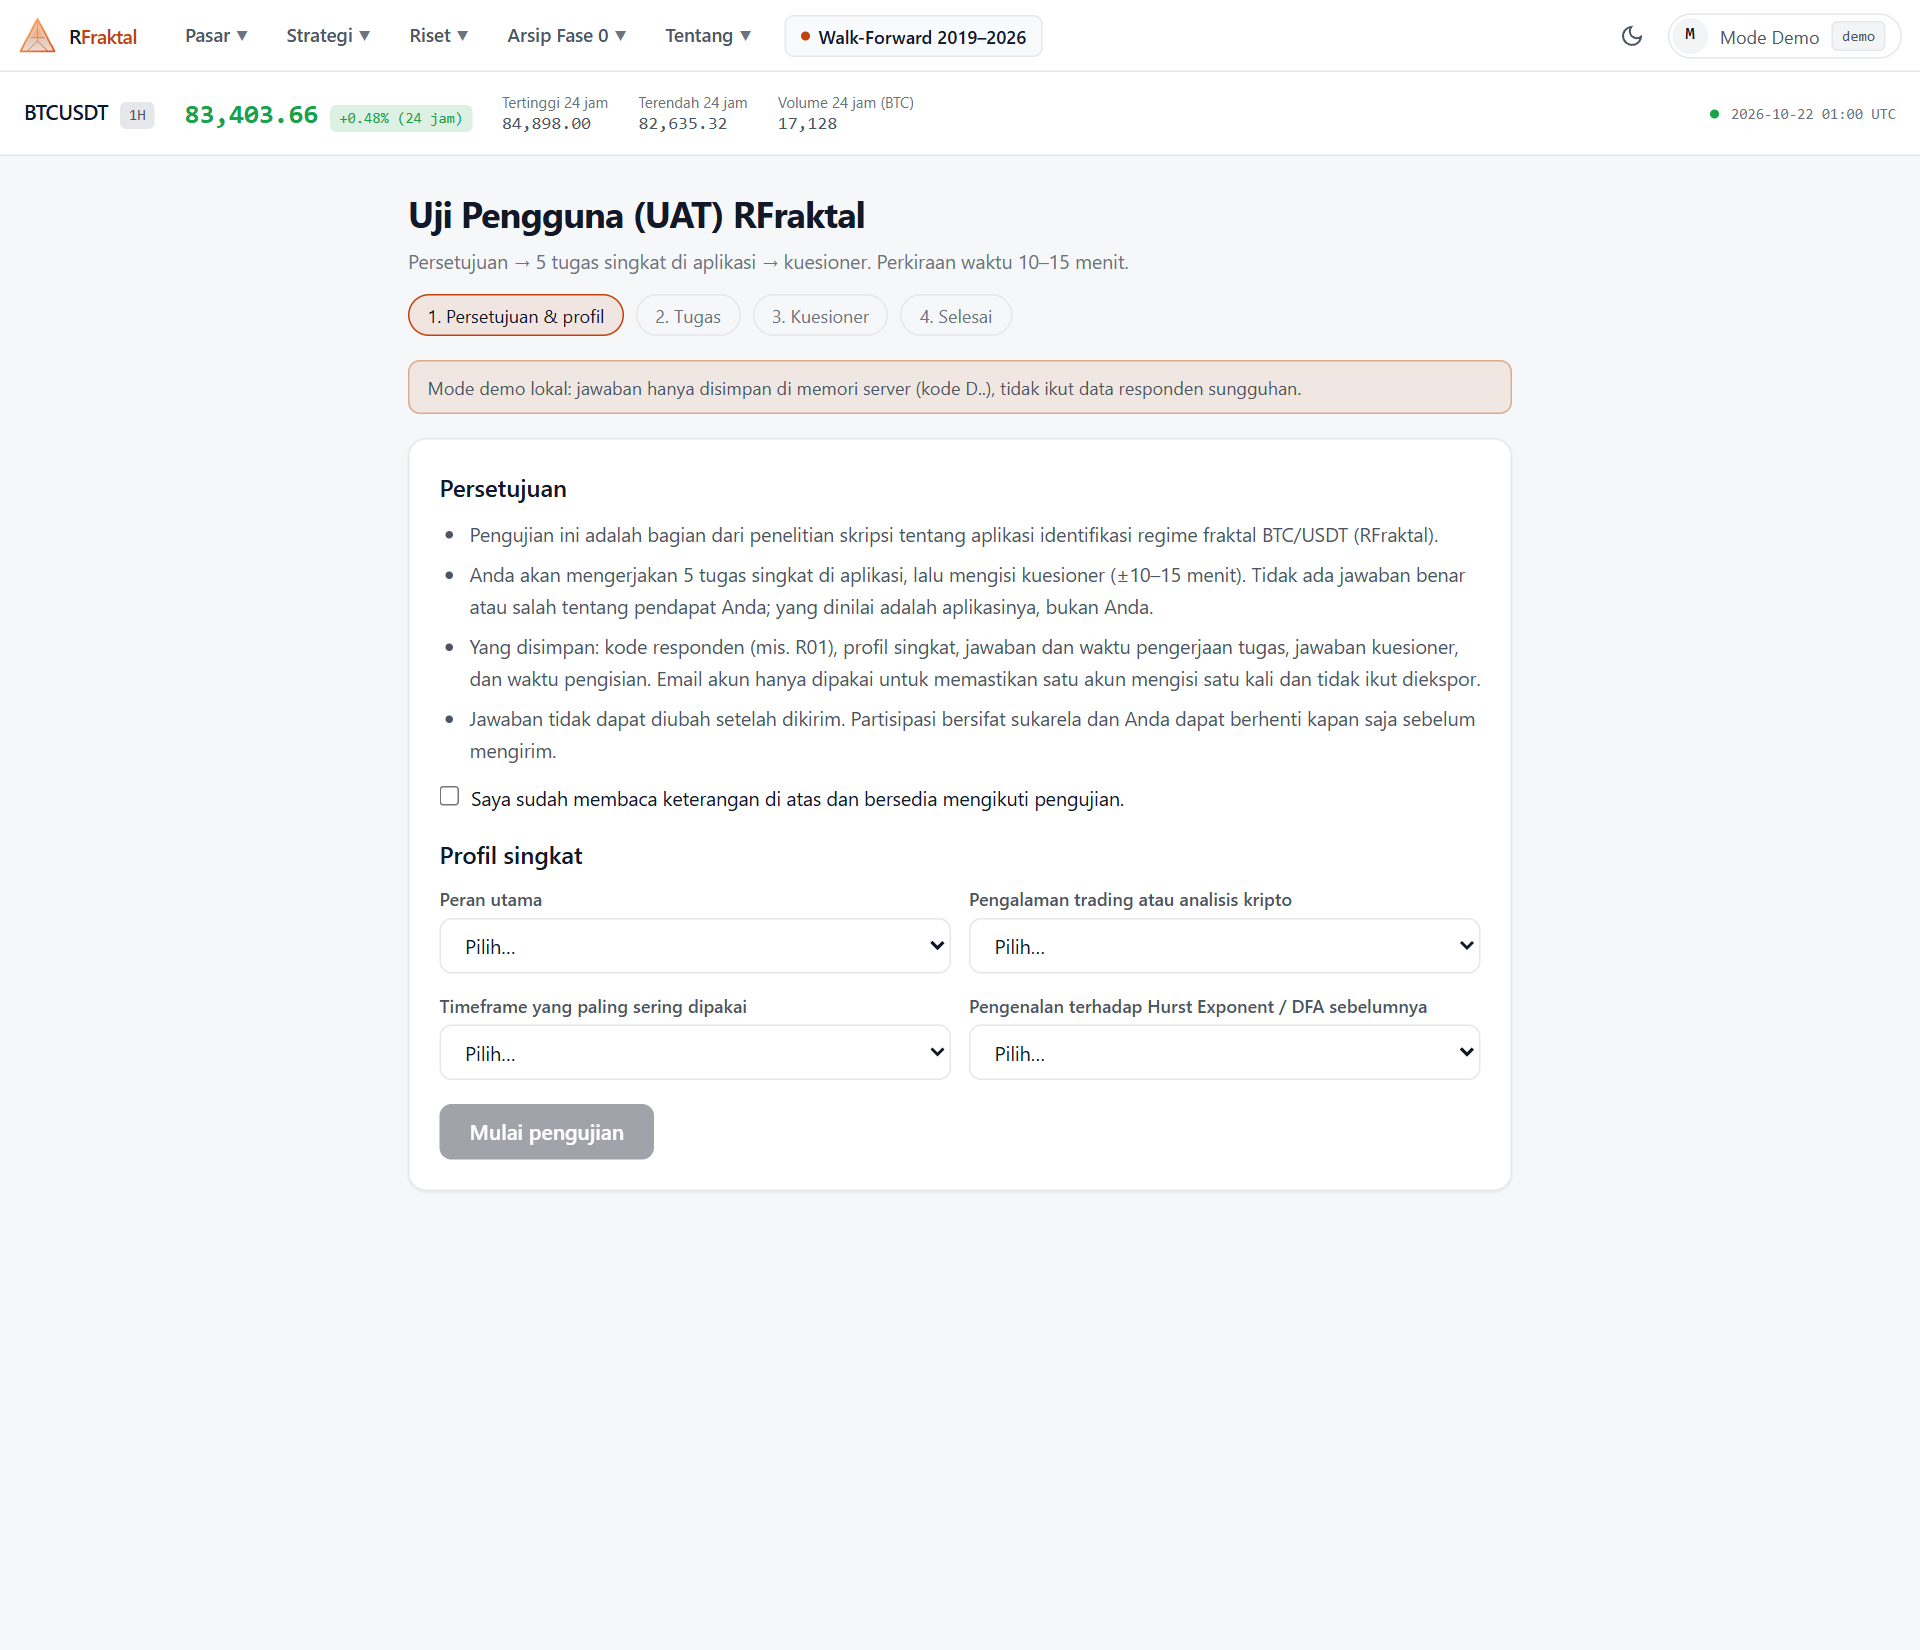 RFraktal
Pasar ▼
Strategi ▼
Riset ▼
Arsip Fase 0 ▼
Tentang ▼
Walk-Forward 2019–2026
M
Mode Demo
demo
BTCUSDT
1H
83,403.66
+0.48% (24 jam)
Tertinggi 24 jam
84,898.00
Terendah 24 jam
82,635.32
Volume 24 jam (BTC)
17,128
2026-10-22 01:00 UTC
Uji Pengguna (UAT) RFraktal
Persetujuan → 5 tugas singkat di aplikasi → kuesioner. Perkiraan waktu 10–15 menit.
1. Persetujuan & profil
2. Tugas
3. Kuesioner
4. Selesai
Mode demo lokal: jawaban hanya disimpan di memori server (kode D..), tidak ikut data responden sungguhan.
Persetujuan
• Pengujian ini adalah bagian dari penelitian skripsi tentang aplikasi identifikasi regime fraktal BTC/USDT (RFraktal).
• Anda akan mengerjakan 5 tugas singkat di aplikasi, lalu mengisi kuesioner (±10–15 menit). Tidak ada jawaban benar
atau salah tentang pendapat Anda; yang dinilai adalah aplikasinya, bukan Anda.
• Yang disimpan: kode responden (mis. R01), profil singkat, jawaban dan waktu pengerjaan tugas, jawaban kuesioner,
dan waktu pengisian. Email akun hanya dipakai untuk memastikan satu akun mengisi satu kali dan tidak ikut diekspor.
• Jawaban tidak dapat diubah setelah dikirim. Partisipasi bersifat sukarela dan Anda dapat berhenti kapan saja sebelum
mengirim.
Saya sudah membaca keterangan di atas dan bersedia mengikuti pengujian.
Profil singkat
Peran utama
Pilih...
Pengalaman trading atau analisis kripto
Pilih...
Timeframe yang paling sering dipakai
Pilih...
Pengenalan terhadap Hurst Exponent / DFA sebelumnya
Pilih...
Mulai pengujian